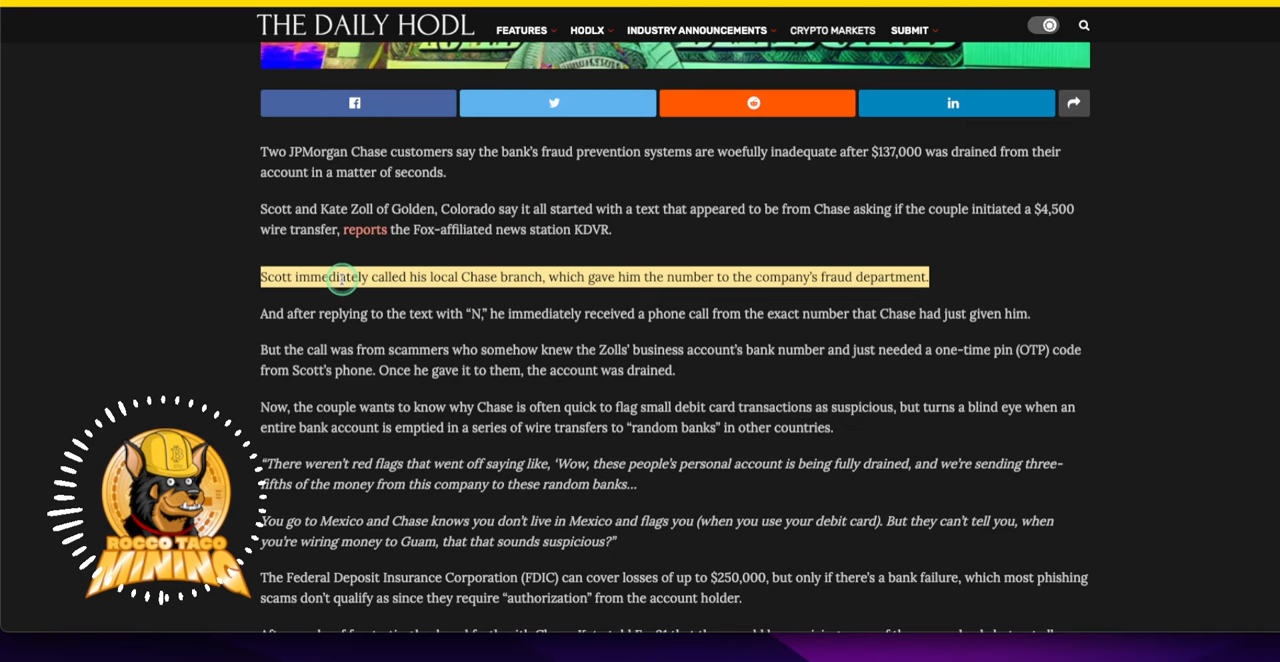 THE DAILY HODL
FEATURES HODLX INDUSTRY ANNOUNCEMENTS CRYPTO MARKETS SUBMIT
Two JPMorgan Chase customers say the bank’s fraud prevention systems are woefully inadequate after $137,000 was drained from their
account in a matter of seconds.
Scott and Kate Zoll of Golden, Colorado say it all started with a text that appeared to be from Chase asking if the couple initiated a $4,500
wire transfer, reports the Fox-affiliated news station KDVR.
Scott immediately called his local Chase branch, which gave him the number to the company’s fraud department.
And after replying to the text with “N,” he immediately received a phone call from the exact number that Chase had just given him.
But the call was from scammers who somehow knew the Zolls’ business account’s bank number and just needed a one-time pin (OTP) code
from Scott’s phone. Once he gave it to them, the account was drained.
Now, the couple wants to know why Chase is often quick to flag small debit card transactions as suspicious, but turns a blind eye when an
entire bank account is emptied in a series of wire transfers to “random banks” in other countries.
“There weren’t red flags that went off saying like, ‘Wow, these people’s personal account is being fully drained, and we’re sending three-
fifths of the money from this company to these random banks…
You go to Mexico and Chase knows you don’t live in Mexico and flags you (when you use your debit card). But they can’t tell you, when
you’re wiring money to Guam, that that sounds suspicious?”
The Federal Deposit Insurance Corporation (FDIC) can cover losses of up to $250,000, but only if there’s a bank failure, which most phishing
scams don’t qualify as since they require “authorization” from the account holder.
ROCCO TACO
MINING